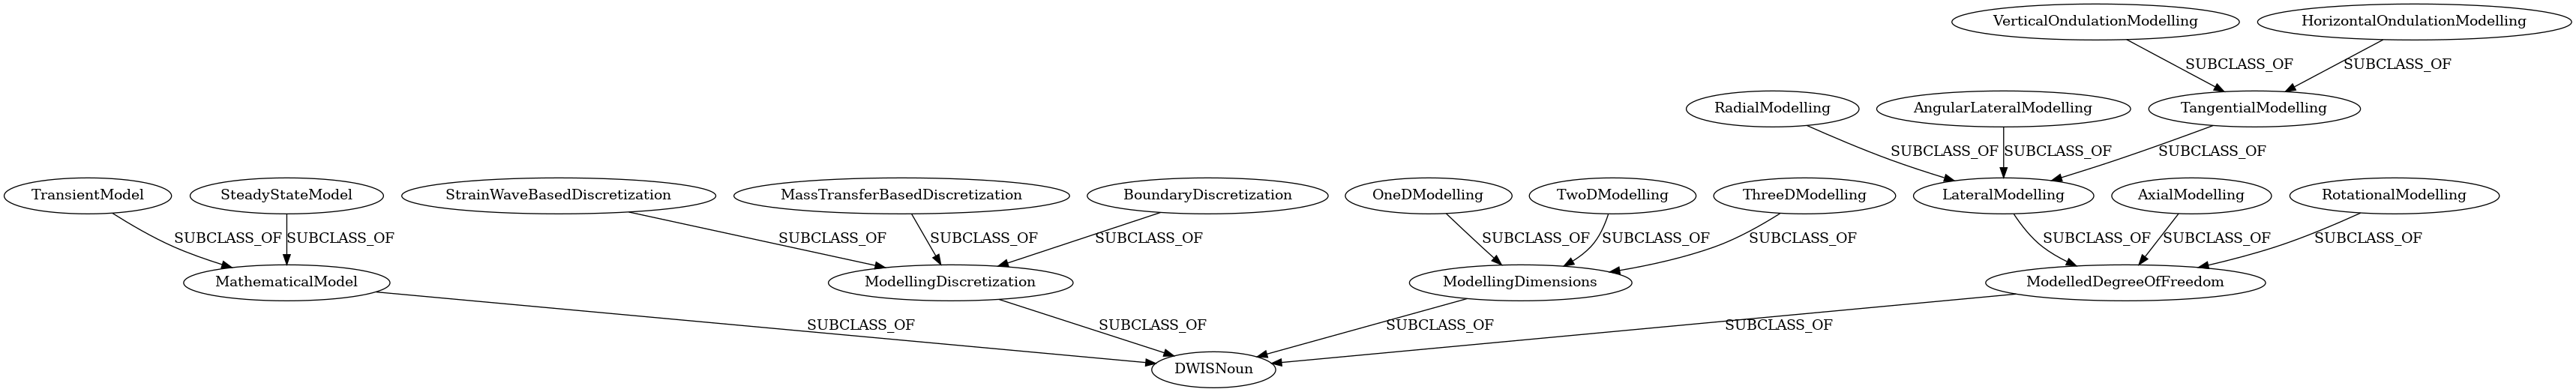 VerticalOndulationModelling
HorizontalOndulationModelling
SUBCLASS_OF
SUBCLASS_OF
RadialModelling
AngularLateralModelling
TangentialModelling
SUBCLASS_OF
SUBCLASS_OF
SUBCLASS_OF
TransientModel
SteadyStateModel
StrainWaveBasedDiscretization
MassTransferBasedDiscretization
BoundaryDiscretization
OneDModelling
TwoDModelling
ThreeDModelling
LateralModelling
AxialModelling
RotationalModelling
SUBCLASS_OF
SUBCLASS_OF
SUBCLASS_OF
SUBCLASS_OF
SUBCLASS_OF
SUBCLASS_OF
SUBCLASS_OF
SUBCLASS_OF
SUBCLASS_OF
SUBCLASS_OF
SUBCLASS_OF
MathematicalModel
ModellingDiscretization
ModellingDimensions
ModelledDegreeOfFreedom
SUBCLASS_OF
SUBCLASS_OF
SUBCLASS_OF
SUBCLASS_OF
DWISNoun